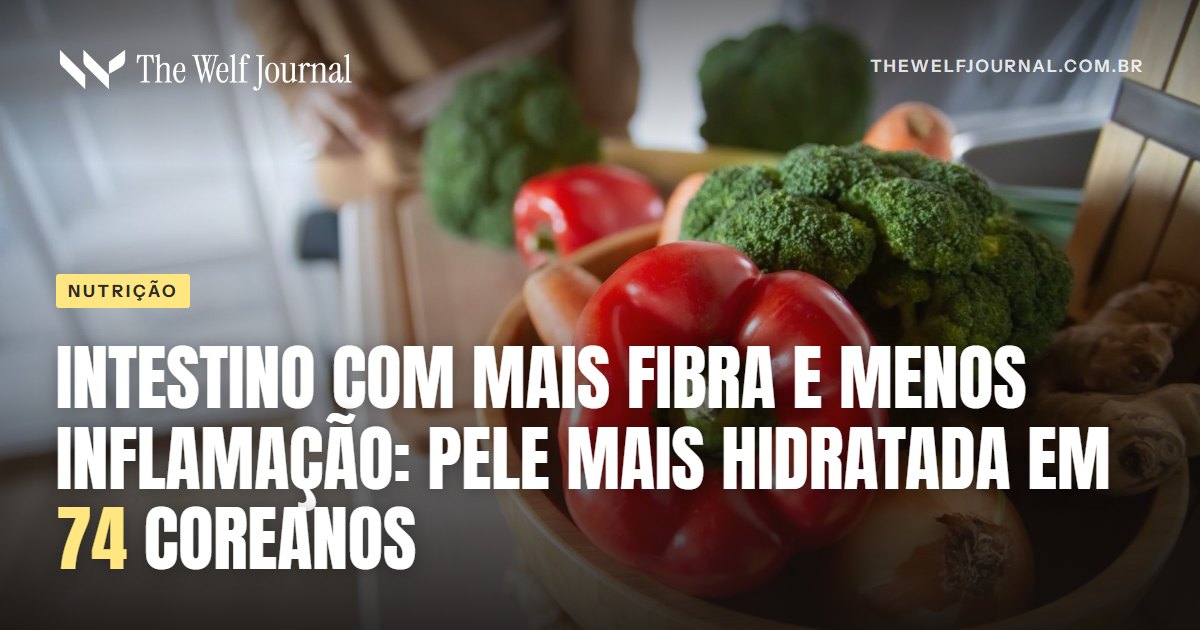 The Welf Journal
THEWELFJOURNAL.COM.BR
NUTRIÇÃO
INTESTINO COM MAIS FIBRA E MENOS
INFLAMAÇÃO: PELE MAIS HIDRATADA EM
74 COREANOS